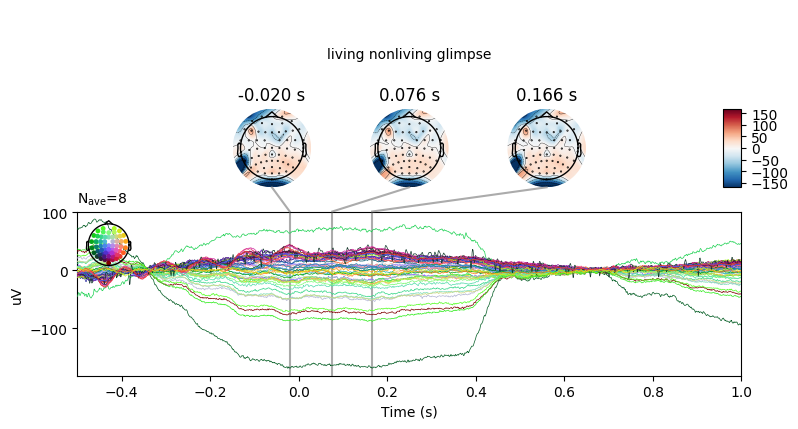 living nonliving glimpse
-0.020 s 0.076 s 0.166 s
150
100
50
0
−50
−100
−150
Nave=8
100
0
−100
uV
−0.4 −0.2 0.0 0.2 0.4 0.6 0.8 1.0
Time (s)